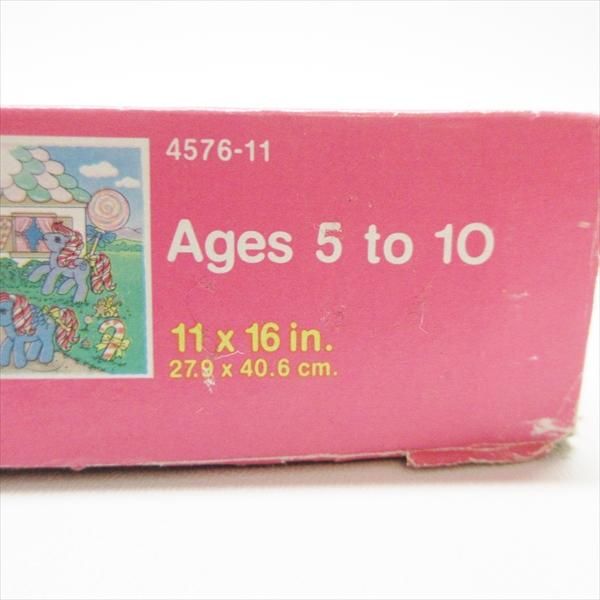 4576-11
Ages 5 to 10
11 x 16 in.
27.9 x 40.6 cm.